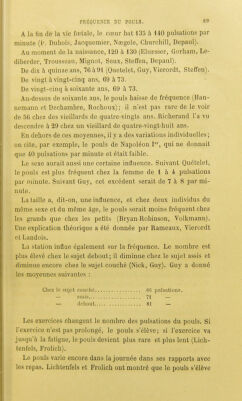 FRÉQUENCE DU POULS. 89
A la fin de la vie fœtale, le cœur bat 135 à 140 pulsations par
minute (P. Dubois, Jacquemier, Nægele, Churchill, Depaul).
Au moment de la naissance, 120 à 130 (Elsæsser, Gorham, Le-
diberder, Trousseau, Mignot, Seux, Steffen, Depaul).
De dix à quinze ans, 76 à 91 (Quetelet, Guy, Vierordt, Steffen).
De quinze à vingt-cinq ans, 69 à 73.
De vingt-cinq à soixante ans, 69 à 73.
Au-dessus de soixante ans, le pouls baisse de fréquence (Han-
nemann et Dechambre, Rochoux); il n'est pas rare de le voir
de 56 chez des vieillards de quatre-vingts ans. Richerand l'a vu
descendre à 29 chez un vieillard de quatre-vingt-huit ans.
En dehors de ces moyennes, il y a des variations individuelles;
on cite, par exemple, le pouls de Napoléon Iᵉʳ, qui ne donnait
que 40 pulsations par minute et était faible.
Le sexe aurait aussi une certaine influence. Suivant Quételet,
le pouls est plus fréquent chez la femme de 1 à 4 pulsations
par minute. Suivant Guy, cet excédent serait de 7 à 8 par mi-
nute.
La taille a, dit-on, une influence, et chez deux individus du
même sexe et du même âge, le pouls serait moins fréquent chez
les grands que chez les petits (Bryan Robinson, Volkmann).
Une explication théorique a été donnée par Rameaux, Vierordt
et Landois.
La station influe également sur la fréquence. Le nombre est
plus élevé chez le sujet debout; il diminue chez le sujet assis et
diminue encore chez le sujet couché (Nick, Guy). Guy a donné
les moyennes suivantes :
Chez le sujet couché............... 66 pulsations.
— assis............... 71 —
— debout............... 81 —
Les exercices changent le nombre des pulsations du pouls. Si
l'exercice n'est pas prolongé, le pouls s'élève; si l'exercice va
jusqu'à la fatigue, le pouls devient plus rare et plus lent (Lich-
tenfels, Frolich).
Le pouls varie encore dans la journée dans ses rapports avec
les repas. Lichtenfels et Frolich ont montré que le pouls s'élève